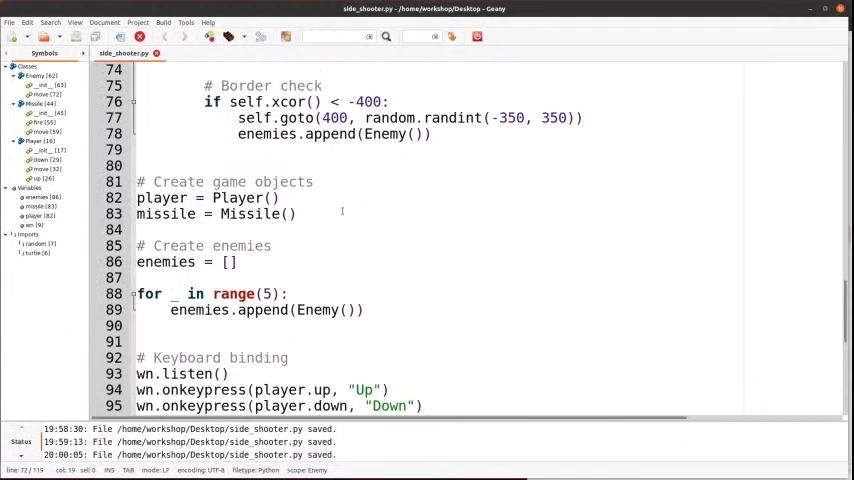 side_shooter.py - /home/workshop/Desktop - Geany
File Edit Search View Document Project Build Tools Help
Symbols
side_shooter.py
Classes
Enemy [62]
__init__ [63]
move [72]
Missile [44]
__init__ [45]
fire [55]
move [59]
Player [16]
__init__ [17]
down [29]
move [32]
up [26]
Variables
enemies [86]
missile [83]
player [82]
wn [9]
Imports
random [7]
turtle [6]
74
75 # Border check
76 if self.xcor() < -400:
77 self.goto(400, random.randint(-350, 350))
78 enemies.append(Enemy())
79
80
81 # Create game objects
82 player = Player()
83 missile = Missile()
84
85 # Create enemies
86 enemies = []
87
88 for _ in range(5):
89 enemies.append(Enemy())
90
91
92 # Keyboard binding
93 wn.listen()
94 wn.onkeypress(player.up, "Up")
95 wn.onkeypress(player.down, "Down")
Status
19:58:30: File /home/workshop/Desktop/side_shooter.py saved.
19:59:13: File /home/workshop/Desktop/side_shooter.py saved.
20:00:05: File /home/workshop/Desktop/side_shooter.py saved.
line: 72 / 119 col: 19 sel: 0 INS TAB mode: LF encoding: UTF-8 filetype: Python scope: Enemy